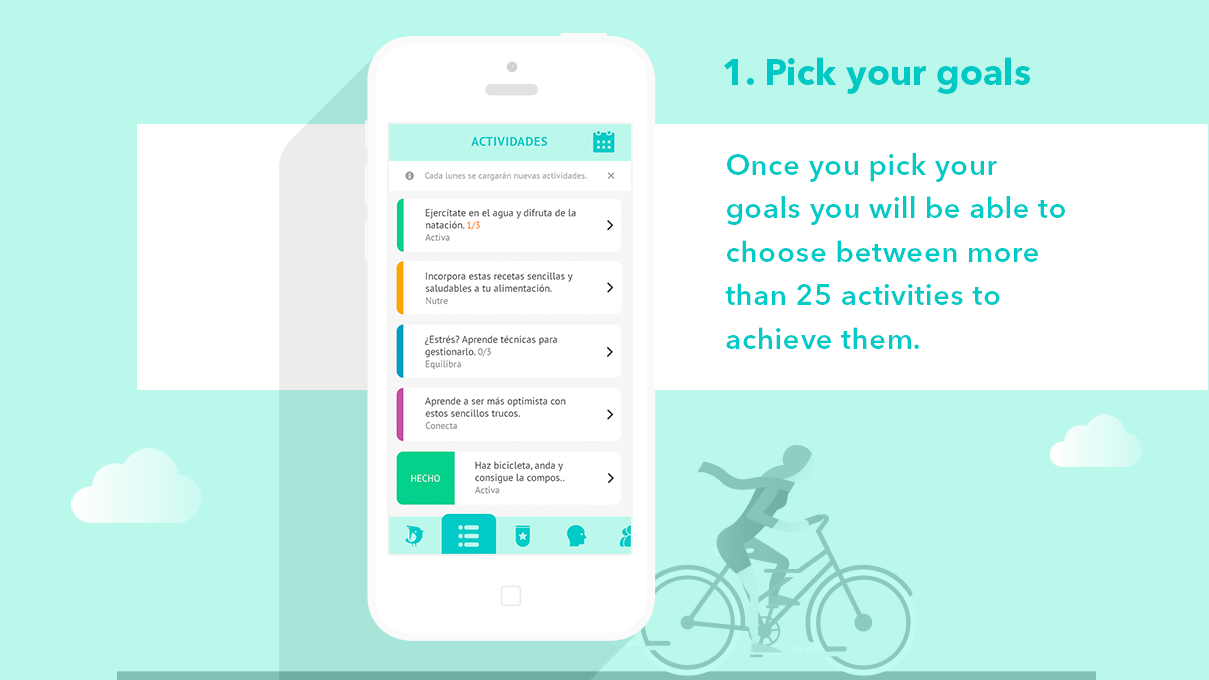 1. Pick your goals
Once you pick your
goals you will be able to
choose between more
than 25 activities to
achieve them.
ACTIVIDADES
Cada lunes se cargarán nuevas actividades.
Ejercítate en el agua y difruta de la
natación. 1/3
Activa
Incorpora estas recetas sencillas y
saludables a tu alimentación.
Nutre
¿Estrés? Aprende técnicas para
gestionarlo. 0/3
Equilibra
Aprende a ser más optimista con
estos sencillos trucos.
Conecta
HECHO
Haz bicicleta, anda y
consigue la compos..
Activa